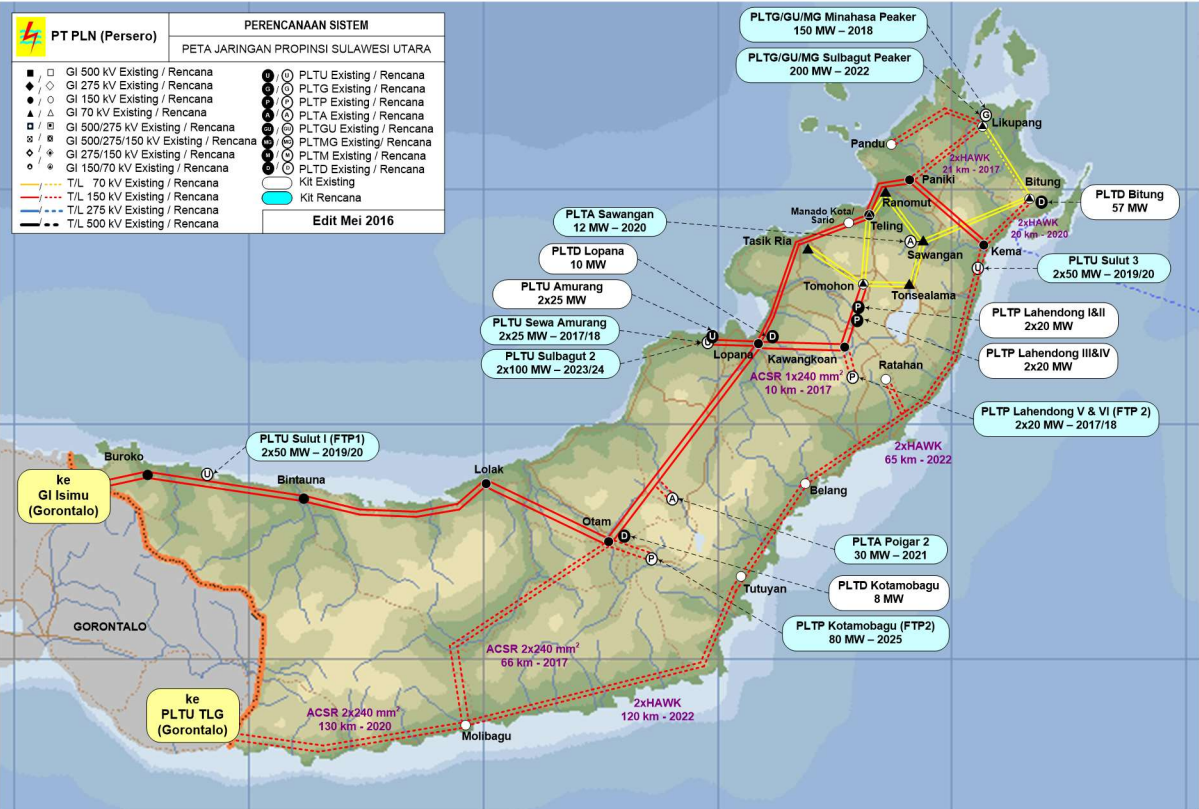 PT PLN (Persero)
PERENCANAAN SISTEM
PETA JARINGAN PROPINSI SULAWESI UTARA
GI 500 kV Existing / Rencana
GI 275 kV Existing / Rencana
GI 150 kV Existing / Rencana
GI 70 kV Existing / Rencana
GI 500/275 kV Existing / Rencana
GI 500/275/150 kV Existing / Rencana
GI 275/150 kV Existing / Rencana
GI 150/70 kV Existing / Rencana
T/L 70 kV Existing / Rencana
T/L 150 kV Existing / Rencana
T/L 275 kV Existing / Rencana
T/L 500 kV Existing / Rencana
U / U PLTU Existing / Rencana
G / G PLTG Existing / Rencana
P / P PLTP Existing / Rencana
A / A PLTA Existing / Rencana
GU / GU PLTGU Existing / Rencana
MG / MG PLTMG Existing/ Rencana
M / M PLTM Existing / Rencana
D / D PLTD Existing / Rencana
Kit Existing
Kit Rencana
Edit Mei 2016
PLTG/GU/MG Minahasa Peaker
150 MW – 2018
PLTG/GU/MG Sulbagut Peaker
200 MW – 2022
G
Likupang
Pandu
2xHAWK
21 km - 2017
Paniki
Bitung
D
PLTD Bitung
57 MW
Ranomut
PLTA Sawangan
12 MW – 2020
Manado Kota/
Sario
Teling
2xHAWK
20 km - 2020
PLTD Lopana
10 MW
Tasik Ria
A
Sawangan
Kema
U
PLTU Sulut 3
2x50 MW – 2019/20
PLTU Amurang
2x25 MW
Tomohon
Tonsealama
P
P
PLTP Lahendong I&II
2x20 MW
PLTU Sewa Amurang
2x25 MW – 2017/18
PLTU Sulbagut 2
2x100 MW – 2023/24
U
U
D
Lopana
Kawangkoan
PLTP Lahendong III&IV
2x20 MW
ACSR 1x240 mm²
10 km - 2017
P
Ratahan
PLTP Lahendong V & VI (FTP 2)
2x20 MW – 2017/18
PLTU Sulut I (FTP1)
2x50 MW – 2019/20
2xHAWK
65 km - 2022
Buroko
U
ke
GI Isimu
(Gorontalo)
Bintauna
Lolak
Belang
A
Otam
D
PLTA Poigar 2
30 MW – 2021
P
PLTD Kotamobagu
8 MW
Tutuyan
PLTP Kotamobagu (FTP2)
80 MW – 2025
GORONTALO
ACSR 2x240 mm²
66 km - 2017
ke
PLTU TLG
(Gorontalo)
ACSR 2x240 mm²
130 km - 2020
2xHAWK
120 km - 2022
Molibagu